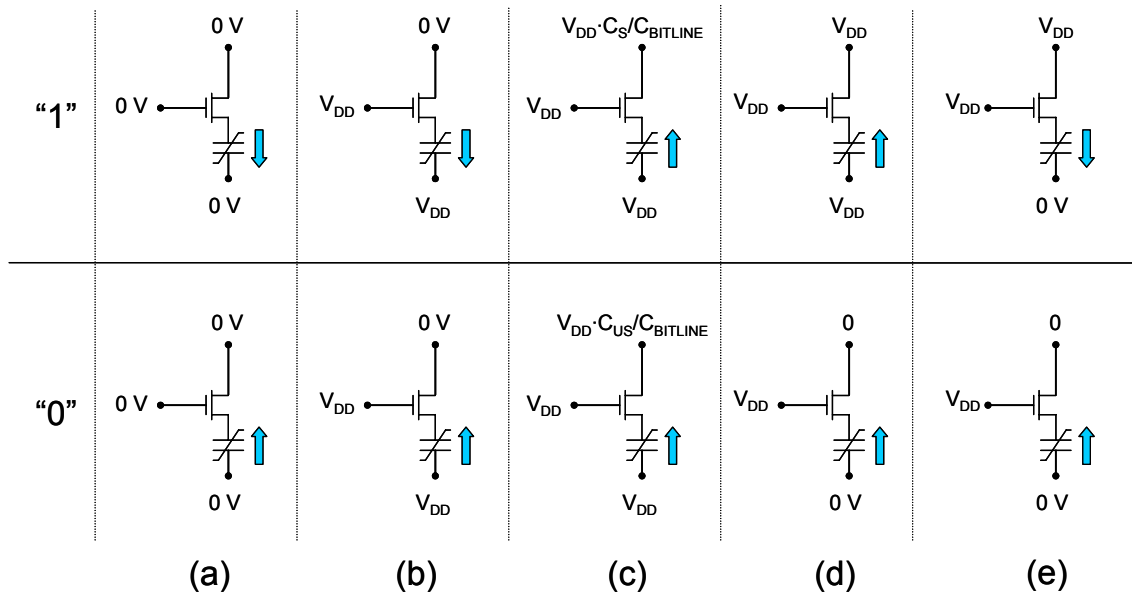 0 V 0 V V_DD·C_S/C_BITLINE V_DD V_DD
“1” 0 V V_DD V_DD V_DD V_DD
0 V V_DD V_DD V_DD 0 V
0 V 0 V V_DD·C_US/C_BITLINE 0 0
“0” 0 V V_DD V_DD V_DD V_DD
0 V V_DD V_DD 0 V 0 V
(a) (b) (c) (d) (e)